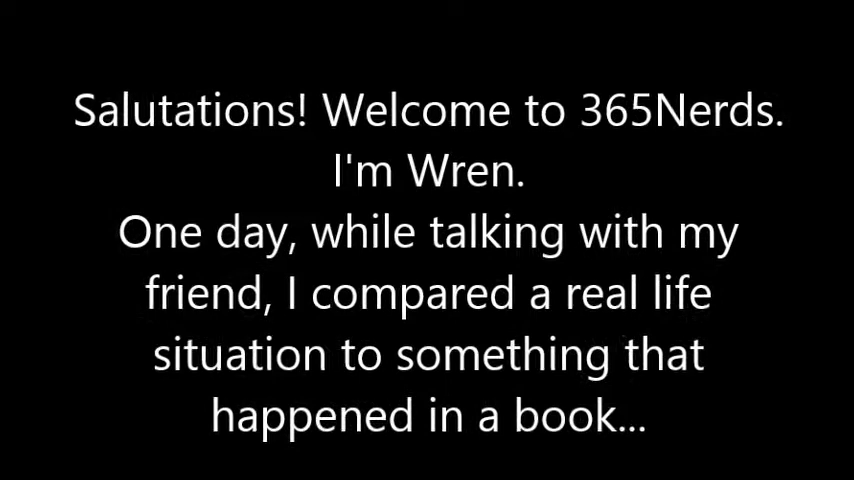 Salutations! Welcome to 365Nerds.
I'm Wren.
One day, while talking with my
friend, I compared a real life
situation to something that
happened in a book...